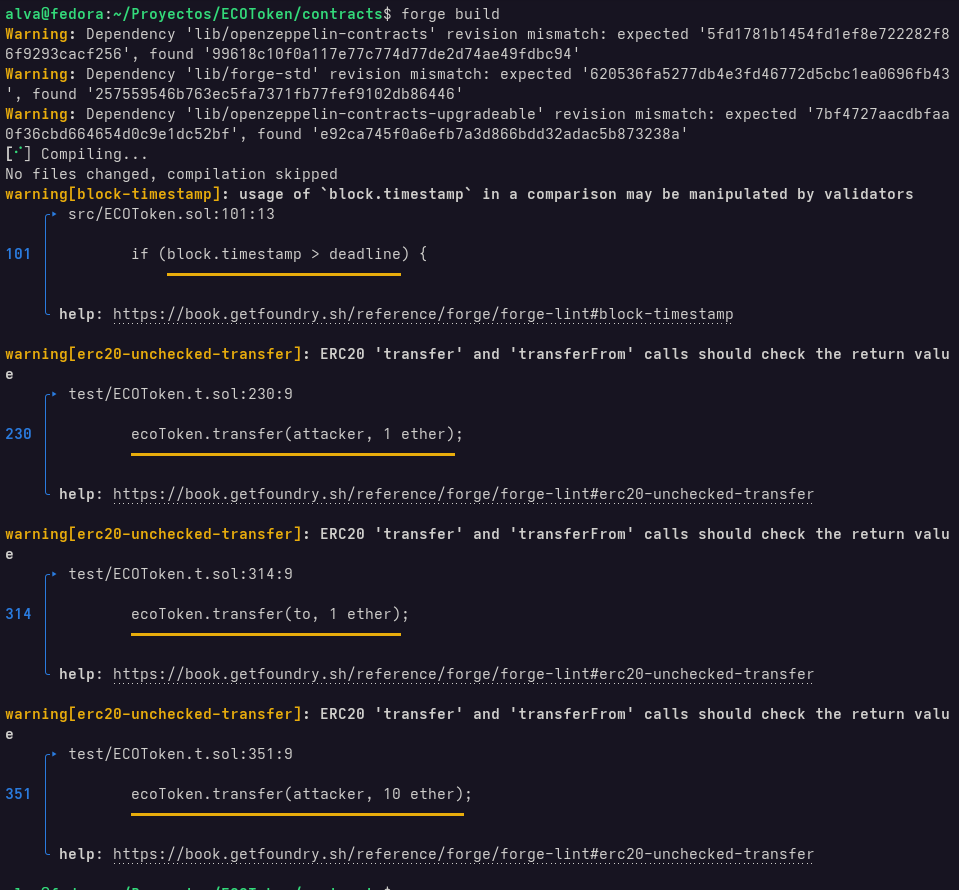 alva@fedora:~/Proyectos/ECOToken/contracts$ forge build
Warning: Dependency 'lib/openzeppelin-contracts' revision mismatch: expected '5fd1781b1454fd1ef8e722282f8
6f9293cacf256', found '99618c10f0a117e77c774d77de2d74ae49fdbc94'
Warning: Dependency 'lib/forge-std' revision mismatch: expected '620536fa5277db4e3fd46772d5cbc1ea0696fb43
', found '257559546b763ec5fa7371fb77fef9102db86446'
Warning: Dependency 'lib/openzeppelin-contracts-upgradeable' revision mismatch: expected '7bf4727aacdbfaa
0f36cbd664654d0c9e1dc52bf', found 'e92ca745f0a6efb7a3d866bdd32adac5b873238a'
[⠊] Compiling...
No files changed, compilation skipped
warning[block-timestamp]: usage of `block.timestamp` in a comparison may be manipulated by validators
src/ECOToken.sol:101:13
101 if (block.timestamp > deadline) {
help: https://book.getfoundry.sh/reference/forge/forge-lint#block-timestamp
warning[erc20-unchecked-transfer]: ERC20 'transfer' and 'transferFrom' calls should check the return valu
e
test/ECOToken.t.sol:230:9
230 ecoToken.transfer(attacker, 1 ether);
help: https://book.getfoundry.sh/reference/forge/forge-lint#erc20-unchecked-transfer
warning[erc20-unchecked-transfer]: ERC20 'transfer' and 'transferFrom' calls should check the return valu
e
test/ECOToken.t.sol:314:9
314 ecoToken.transfer(to, 1 ether);
help: https://book.getfoundry.sh/reference/forge/forge-lint#erc20-unchecked-transfer
warning[erc20-unchecked-transfer]: ERC20 'transfer' and 'transferFrom' calls should check the return valu
e
test/ECOToken.t.sol:351:9
351 ecoToken.transfer(attacker, 10 ether);
help: https://book.getfoundry.sh/reference/forge/forge-lint#erc20-unchecked-transfer